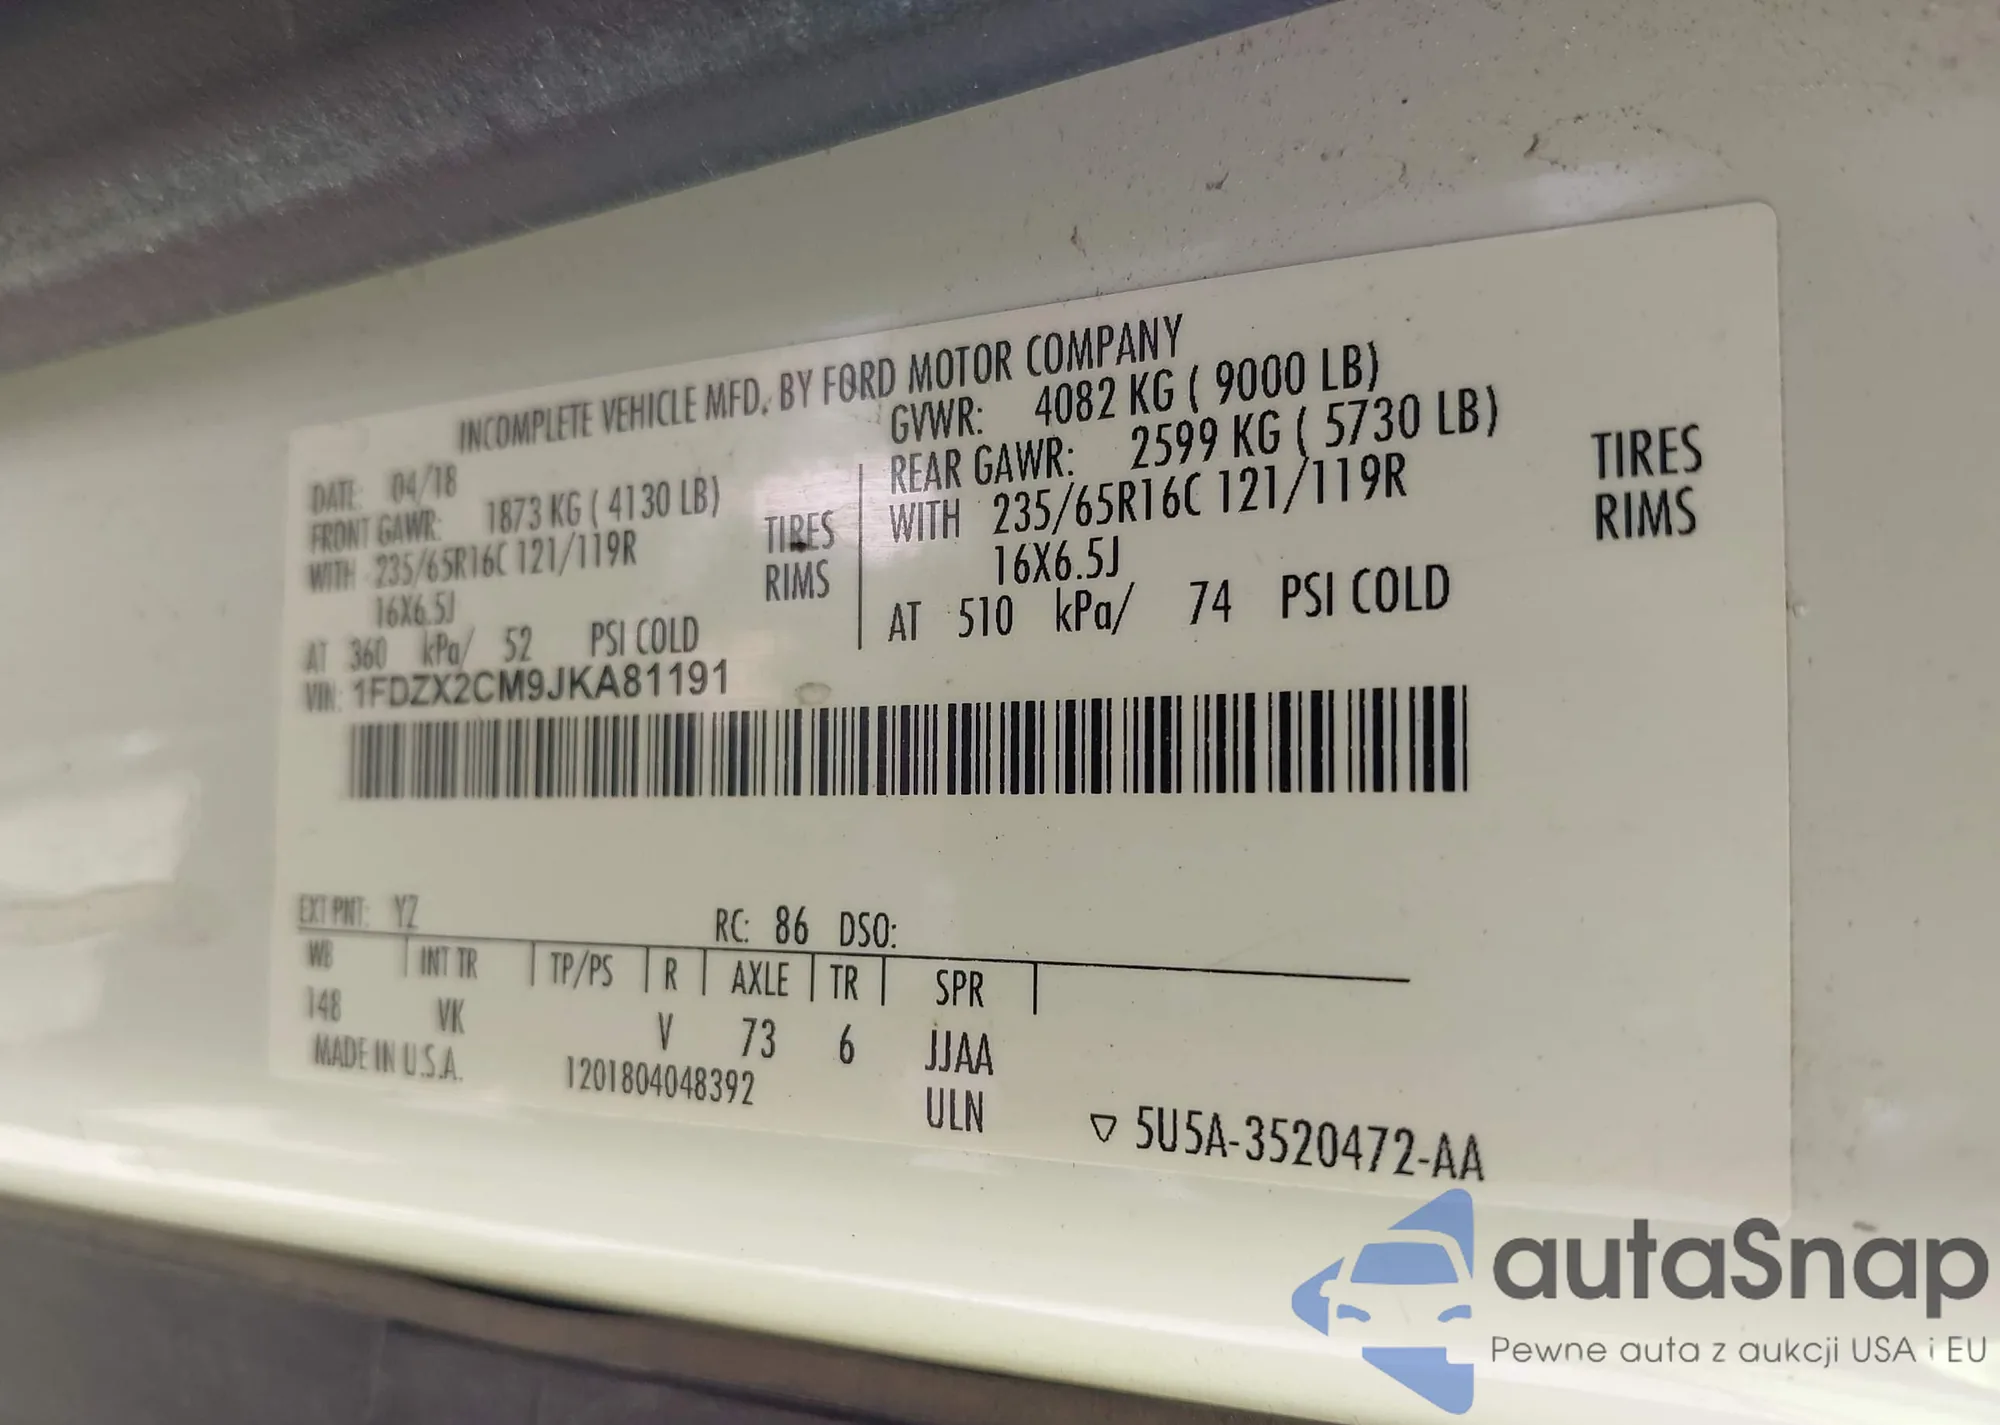 INCOMPLETE VEHICLE MFD. BY FORD MOTOR COMPANY
DATE: 04/18
GVWR: 4082 KG ( 9000 LB)
FRONT GAWR: 1873 KG ( 4130 LB)
REAR GAWR: 2599 KG ( 5730 LB)
WITH 235/65R16C 121/119R TIRES
WITH 235/65R16C 121/119R TIRES
16X6.5J RIMS
16X6.5J RIMS
AT 360 kPa/ 52 PSI COLD
AT 510 kPa/ 74 PSI COLD
VIN: 1FDZX2CM9JKA81191
EXT PNT: YZ RC: 86 DSO:
WB INT TR TP/PS R AXLE TR SPR
148 VK V 73 6 JJAA
MADE IN U.S.A. 1201804048392 ULN
▽ 5U5A-3520472-AA
autaSnap
Pewne auta z aukcji USA i EU